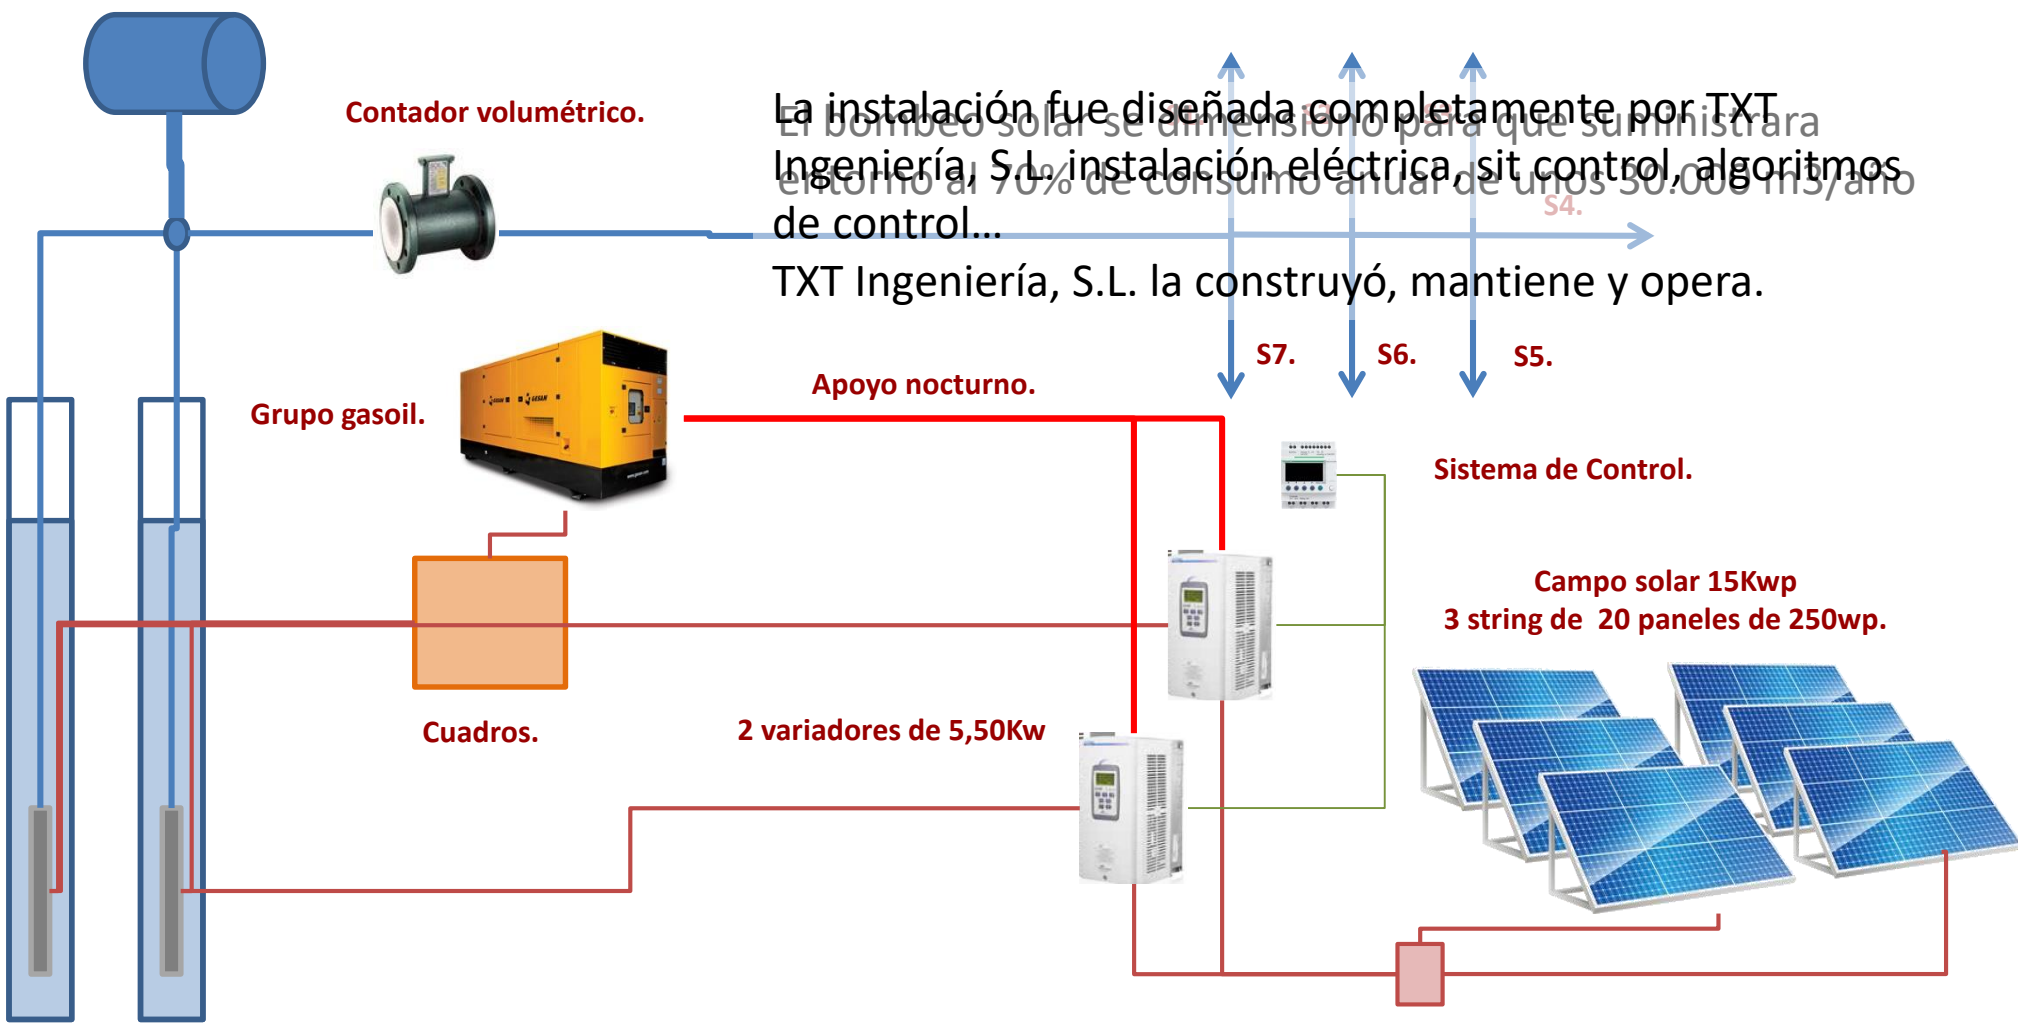 Contador volumétrico.
La instalación fue diseñada completamente por TXT
Ingeniería, S.L. instalación eléctrica, sit control, algoritmos
de control...
TXT Ingeniería, S.L. la construyó, mantiene y opera.
El bombeo solar se dimensiono para que suministrara
entorno al 70% de consumo anual de unos 30.000 m3/año
S4.
S7.
S6.
S5.
Apoyo nocturno.
Grupo gasoil.
Sistema de Control.
Campo solar 15Kwp
3 string de 20 paneles de 250wp.
Cuadros.
2 variadores de 5,50Kw